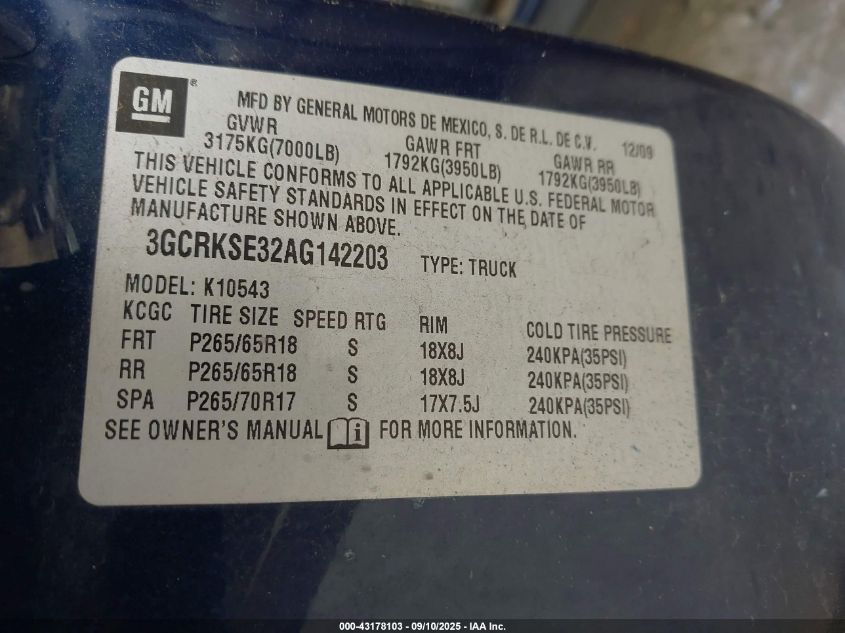 GM®
MFD BY GENERAL MOTORS DE MEXICO, S. DE R.L. DE C.V. 12/09
GVWR GAWR FRT GAWR RR
3175KG(7000LB) 1792KG(3950LB) 1792KG(3950LB)
THIS VEHICLE CONFORMS TO ALL APPLICABLE U.S. FEDERAL MOTOR
VEHICLE SAFETY STANDARDS IN EFFECT ON THE DATE OF
MANUFACTURE SHOWN ABOVE.
3GCRKSE32AG142203 TYPE: TRUCK
MODEL: K10543
KCGC TIRE SIZE SPEED RTG RIM COLD TIRE PRESSURE
FRT P265/65R18 S 18X8J 240KPA(35PSI)
RR P265/65R18 S 18X8J 240KPA(35PSI)
SPA P265/70R17 S 17X7.5J 240KPA(35PSI)
SEE OWNER'S MANUAL i FOR MORE INFORMATION.
000-43178103 - 09/10/2025 - IAA Inc.